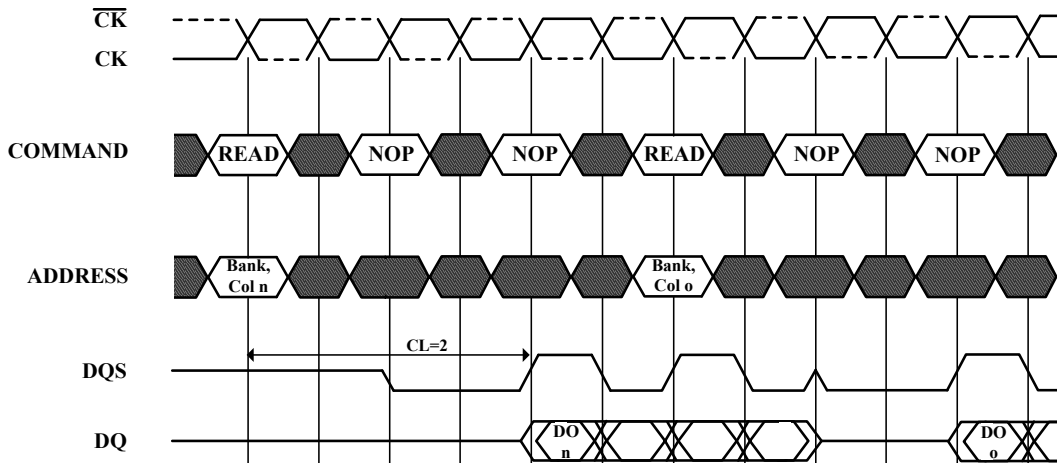 C̅K̅
CK
COMMAND READ NOP NOP READ NOP NOP
ADDRESS Bank, Col n Bank, Col o
CL=2
DQS
DQ DO n DO o